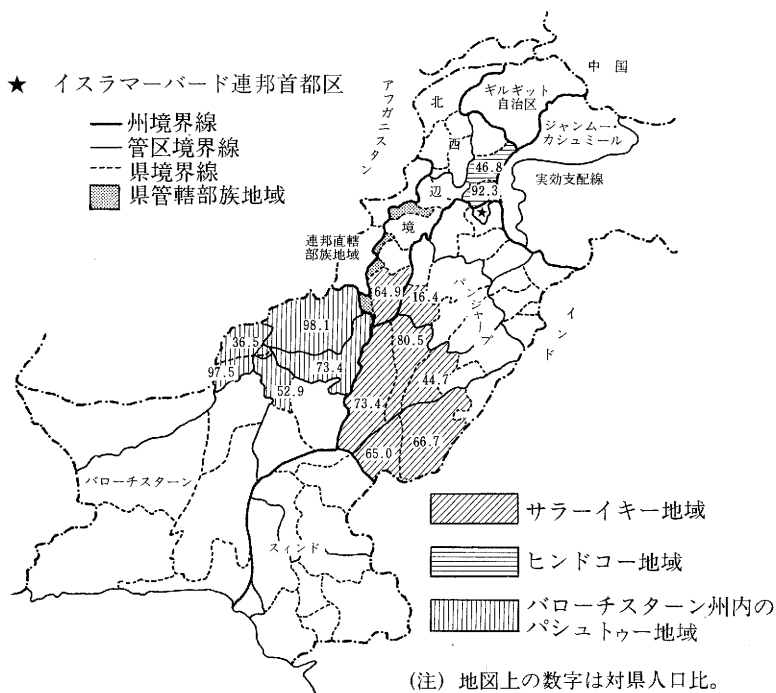 ★ イスラマーバード連邦首都区
州境界線
管区境界線
県境界線
県管轄部族地域
アフガニスタン
中国
北
西
辺
境
ギルギット
自治区
ジャンムー・
カシュミール
実効支配線
46.8
92.3
★
連邦直轄
部族地域
64.9
16.4
パンジャーブ
インド
98.1
80.5
36.5
73.4
44.7
97.5
52.9
73.4
66.7
65.0
バローチスターン
スィンド
サラーイキー地域
ヒンドコー地域
バローチスターン州内の
パシュトゥー地域
(注) 地図上の数字は対県人口比。